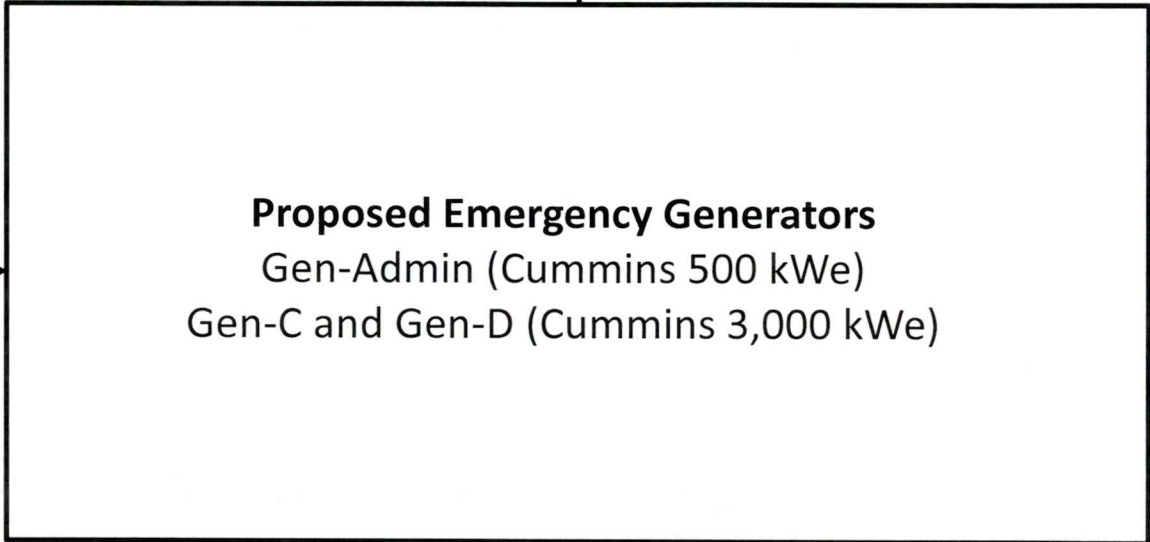 Proposed Emergency Generators
Gen-Admin (Cummins 500 kWe)
Gen-C and Gen-D (Cummins 3,000 kWe)